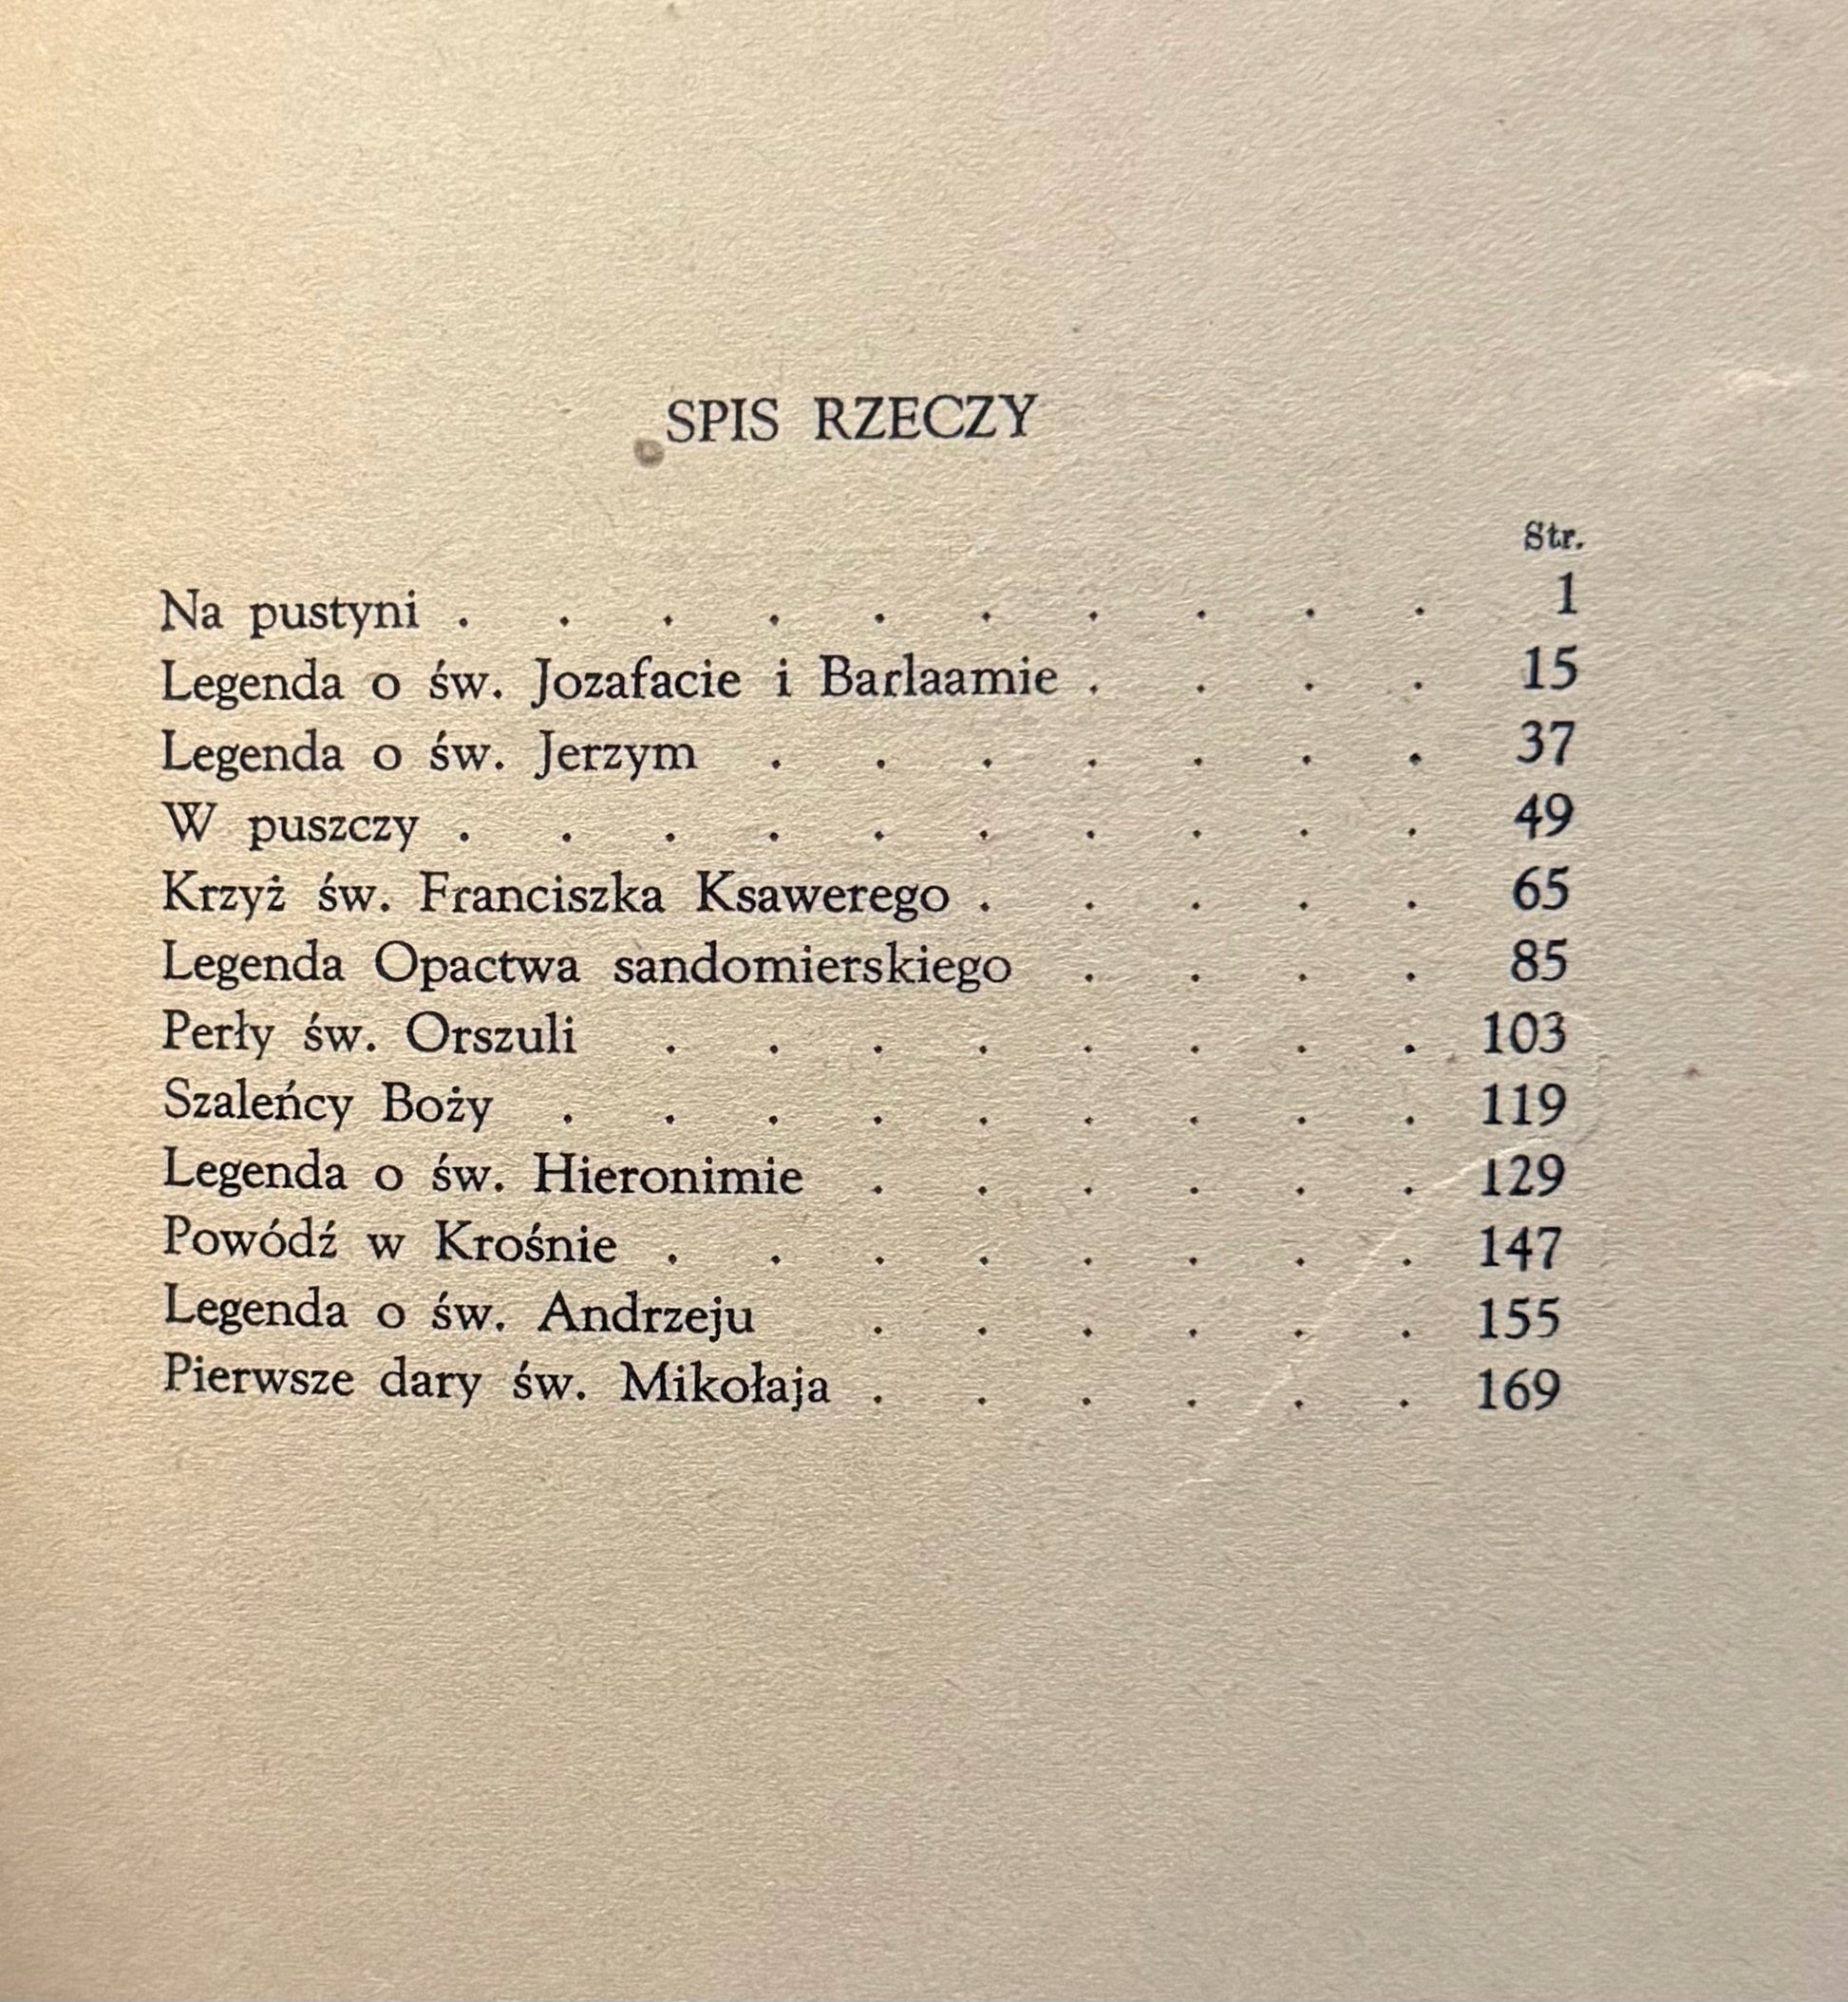 SPIS RZECZY
Str.
Na pustyni . . . . . . . . . . 1
Legenda o św. Jozafacie i Barlaamie . . . . 15
Legenda o św. Jerzym . . . . . . . 37
W puszczy . . . . . . . . . . 49
Krzyż św. Franciszka Ksawerego . . . . . 65
Legenda Opactwa sandomierskiego . . . . 85
Perły św. Orszuli . . . . . . . . 103
Szaleńcy Boży . . . . . . . . . 119
Legenda o św. Hieronimie . . . . . . 129
Powódź w Krośnie . . . . . . . . 147
Legenda o św. Andrzeju . . . . . . 155
Pierwsze dary św. Mikołaja . . . . . . 169